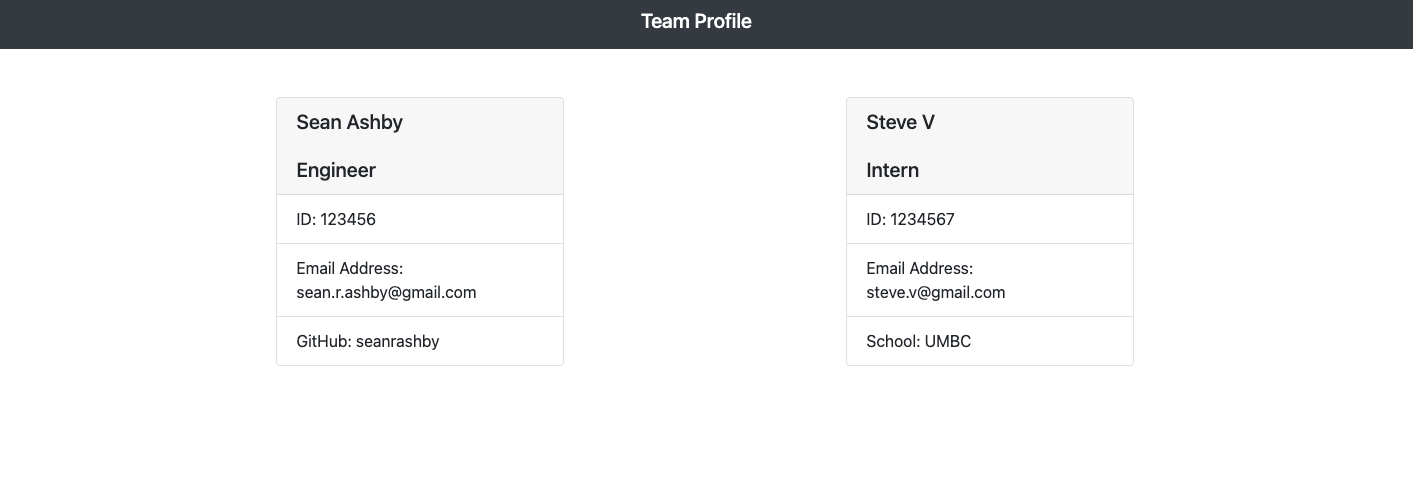 Team Profile
Sean Ashby
Engineer
ID: 123456
Email Address:
sean.r.ashby@gmail.com
GitHub: seanrashby
Steve V
Intern
ID: 1234567
Email Address:
steve.v@gmail.com
School: UMBC